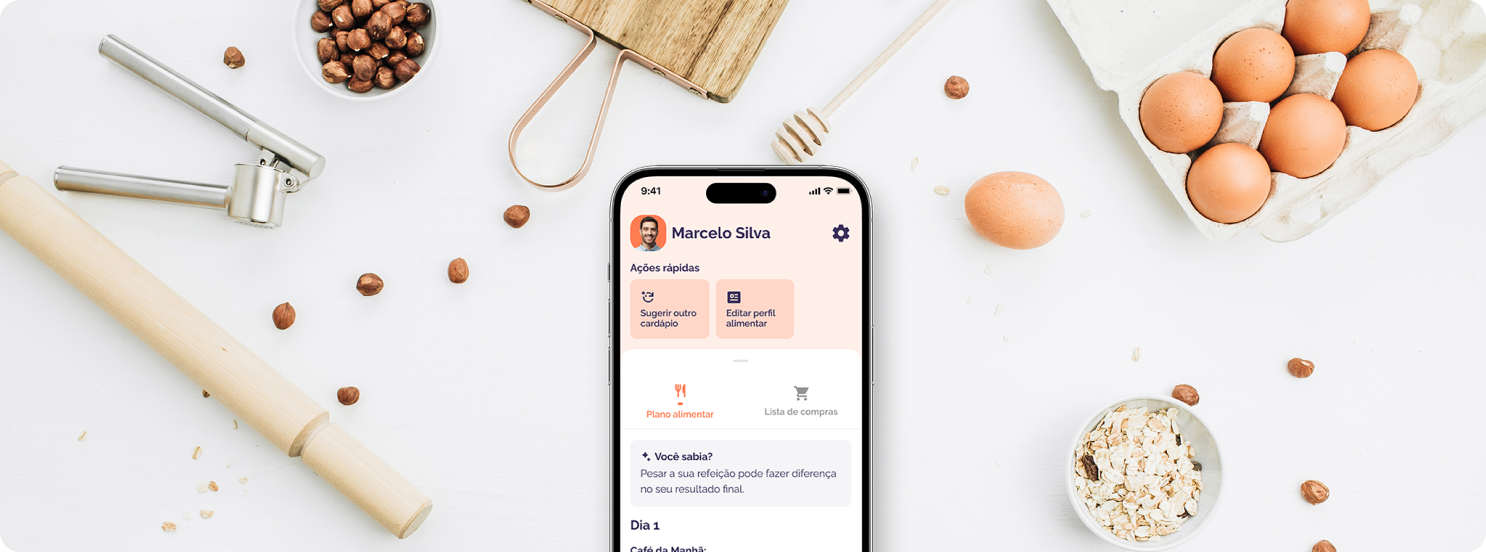 9:41
Marcelo Silva
Ações rápidas
Sugerir outro
cardápio
Editar perfil
alimentar
Plano alimentar
Lista de compras
Você sabia?
Pesar a sua refeição pode fazer diferença
no seu resultado final.
Dia 1
Café da Manhã: